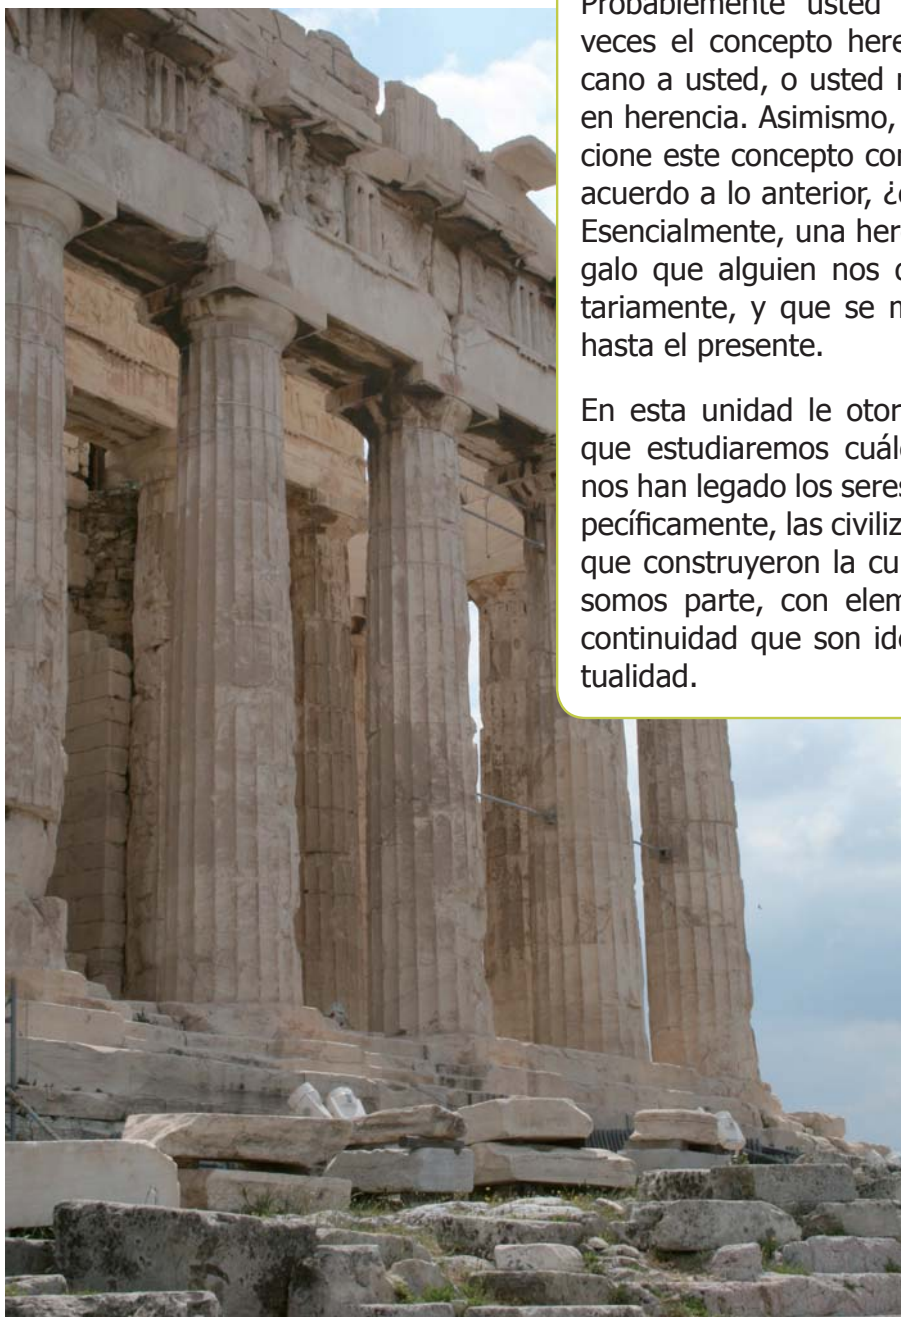 Probablemente usted
veces el concepto here
cano a usted, o usted
en herencia. Asimismo,
cione este concepto co
acuerdo a lo anterior, ¿
Esencialmente, una her
galo que alguien nos
tariamente, y que se
hasta el presente.
En esta unidad le otor
que estudiaremos cuál
nos han legado los seres
pecíficamente, las civiliz
que construyeron la cu
somos parte, con elem
continuidad que son id
tualidad.